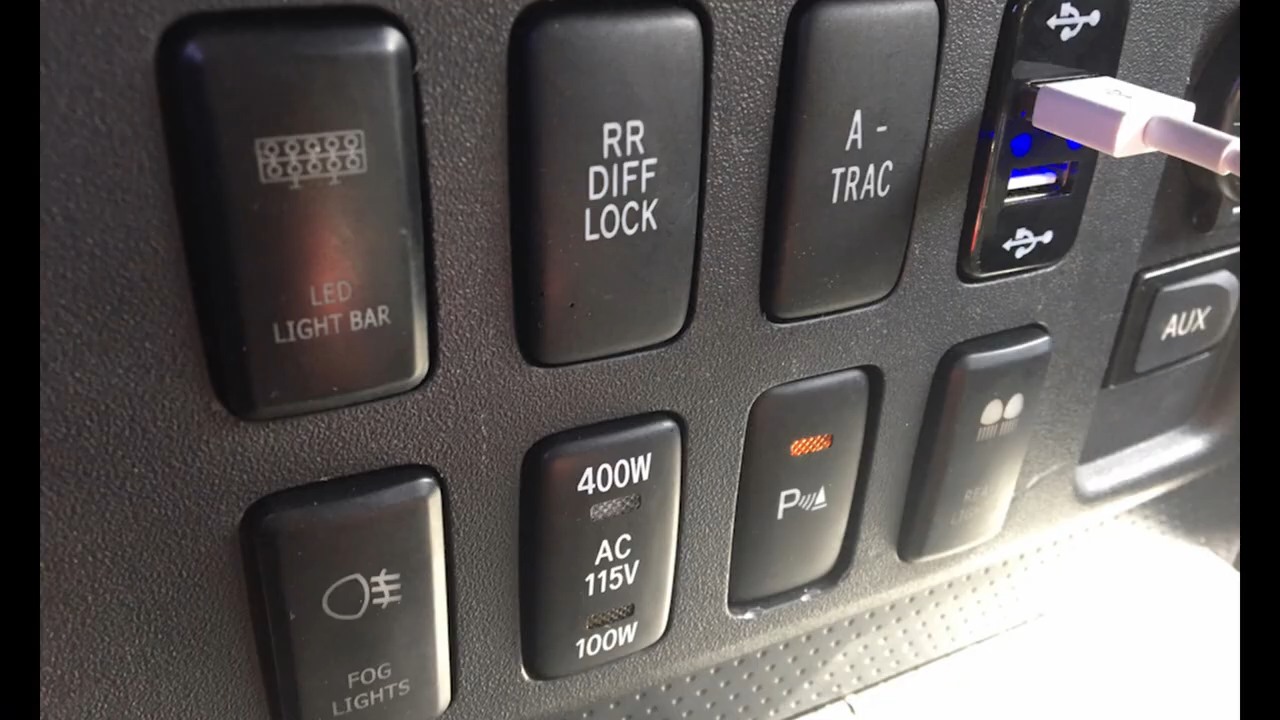 LED
LIGHT BAR
RR
DIFF
LOCK
A -
TRAC
AUX
FOG
LIGHTS
400W
AC
115V
100W
P